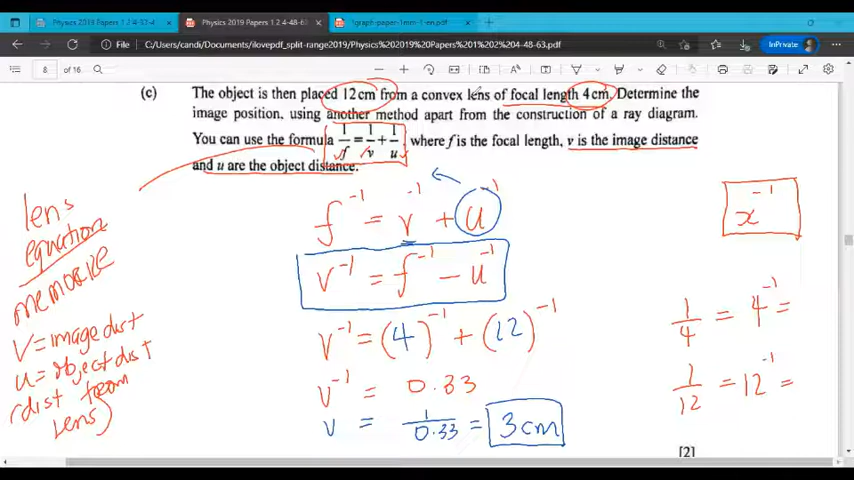 Physics 2019 Papers 1 2 4-32-4
Physics 2019 Papers 1 2 4-48-63
1graph-paper-1mm-1-en.pdf
File
C:/Users/candi/Documents/ilovepdf_split-range2019/Physics%202019%20Papers%201%202%204-48-63.pdf
InPrivate
8 of 16
(c) The object is then placed 12 cm from a convex lens of focal length 4 cm. Determine the
image position, using another method apart from the construction of a ray diagram.
You can use the formula 1/f = 1/v + 1/u, where f is the focal length, v is the image distance
and u are the object distance.
lens
equation
memorize
V = image dist
u = object dist
(dist from
lens)
f⁻¹ = v⁻¹ + u⁻¹
v⁻¹ = f⁻¹ − u⁻¹
v⁻¹ = (4)⁻¹ + (12)⁻¹
v⁻¹ = 0.33
v = 1/0.33 = 3cm
x⁻¹
1/4 = 4⁻¹ =
1/12 = 12⁻¹ =
[2]